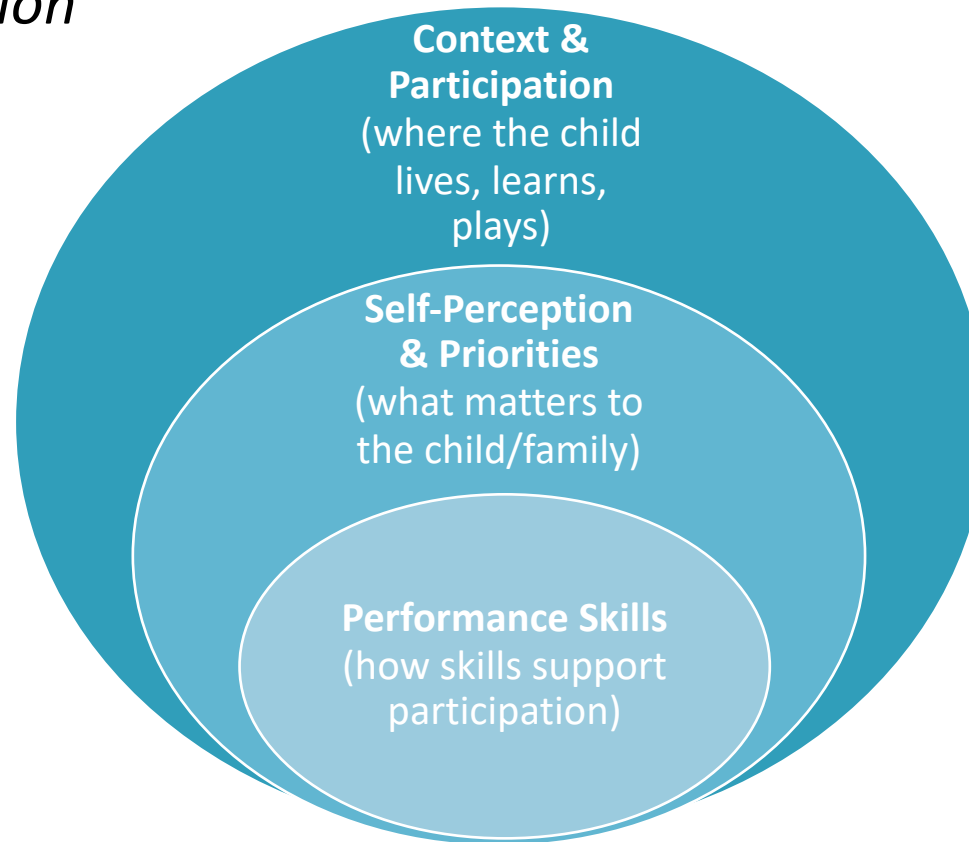 Context &
Participation
(where the child
lives, learns,
plays)
Self-Perception
& Priorities
(what matters to
the child/family)
Performance Skills
(how skills support
participation)